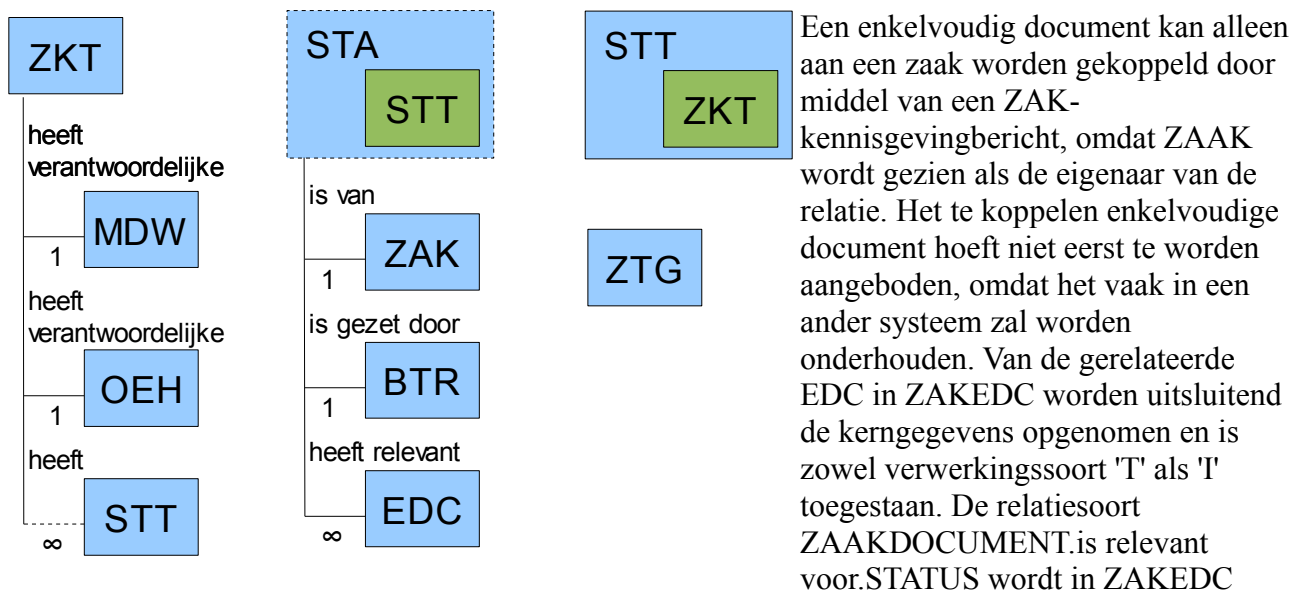 ZKT
heeft
verantwoordelijke
MDW
1
heeft
verantwoordelijke
OEH
1
heeft
STT
∞
STA
STT
is van
ZAK
1
is gezet door
BTR
1
heeft relevant
EDC
∞
STT
ZKT
ZTG
Een enkelvoudig document kan alleen
aan een zaak worden gekoppeld door
middel van een ZAK-
kennisgevingbericht, omdat ZAAK
wordt gezien als de eigenaar van de
relatie. Het te koppelen enkelvoudige
document hoeft niet eerst te worden
aangeboden, omdat het vaak in een
ander systeem zal worden
onderhouden. Van de gerelateerde
EDC in ZAKEDC worden uitsluitend
de kerngegevens opgenomen en is
zowel verwerkingssoort 'T' als 'I'
toegestaan. De relatiesoort
ZAAKDOCUMENT.is relevant
voor.STATUS wordt in ZAKEDC